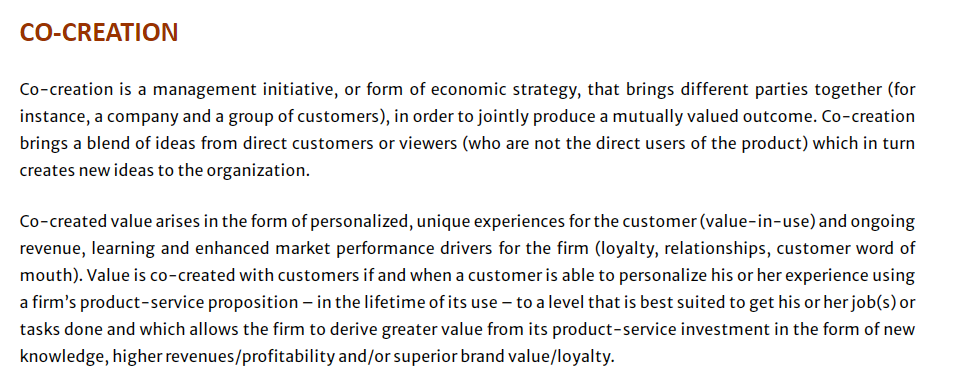 CO-CREATION
Co-creation is a management initiative, or form of economic strategy, that brings different parties together (for
instance, a company and a group of customers), in order to jointly produce a mutually valued outcome. Co-creation
brings a blend of ideas from direct customers or viewers (who are not the direct users of the product) which in turn
creates new ideas to the organization.
Co-created value arises in the form of personalized, unique experiences for the customer (value-in-use) and ongoing
revenue, learning and enhanced market performance drivers for the firm (loyalty, relationships, customer word of
mouth). Value is co-created with customers if and when a customer is able to personalize his or her experience using
a firm's product-service proposition – in the lifetime of its use – to a level that is best suited to get his or her job(s) or
tasks done and which allows the firm to derive greater value from its product-service investment in the form of new
knowledge, higher revenues/profitability and/or superior brand value/loyalty.